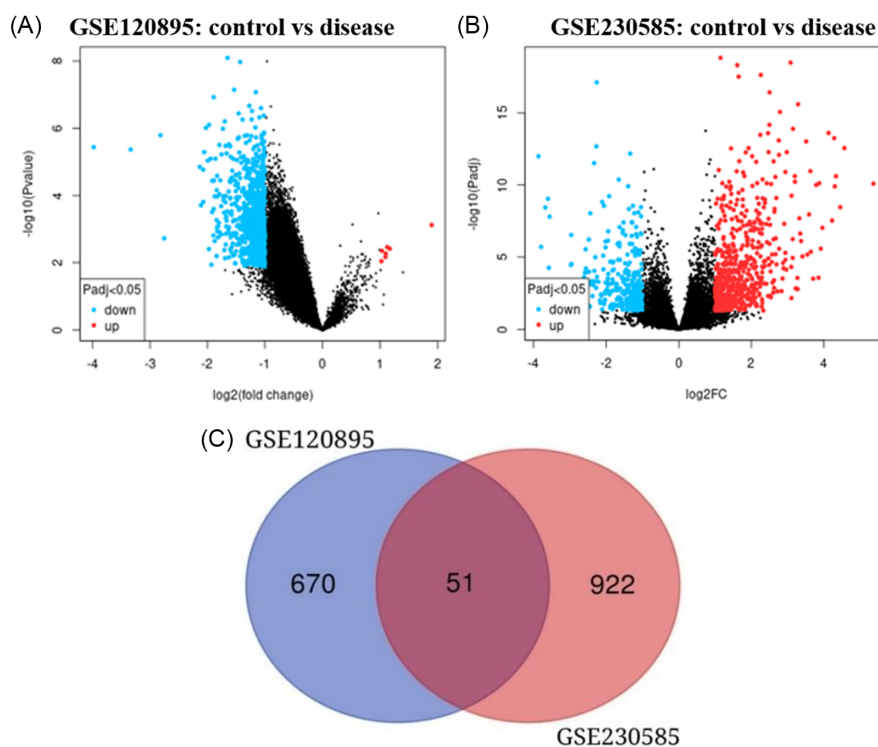 (A) GSE120895: control vs disease
-log10(Pvalue)
8
6
4
2
0
Padj<0.05
down
up
-4 -3 -2 -1 0 1 2
log2(fold change)
(B) GSE230585: control vs disease
-log10(Padj)
15
10
5
0
Padj<0.05
down
up
-4 -2 0 2 4
log2FC
(C) GSE120895
670 51 922
GSE230585